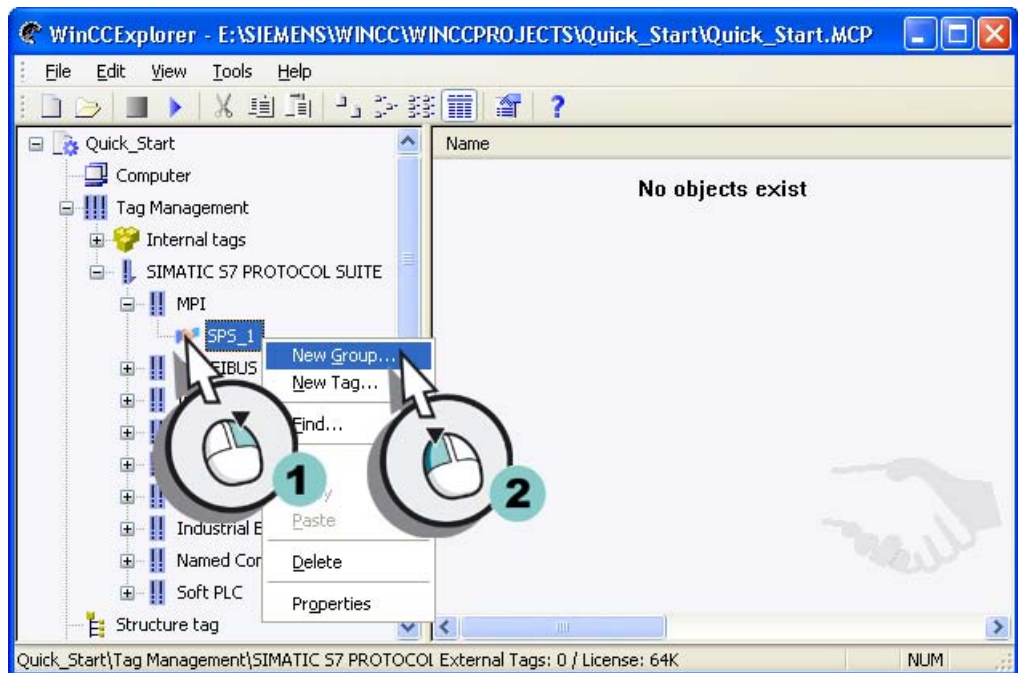 WinCCExplorer - E:\SIEMENS\WINCC\WINCCPROJECTS\Quick_Start\Quick_Start.MCP
File Edit View Tools Help
Quick_Start
Name
Computer
No objects exist
Tag Management
Internal tags
SIMATIC S7 PROTOCOL SUITE
MPI
SPS_1
New Group...
New Tag...
Find...
1
2
Paste
Industrial E
Named Cor
Delete
Soft PLC
Properties
Structure tag
Quick_Start\Tag Management\SIMATIC S7 PROTOCOL External Tags: 0 / License: 64K NUM